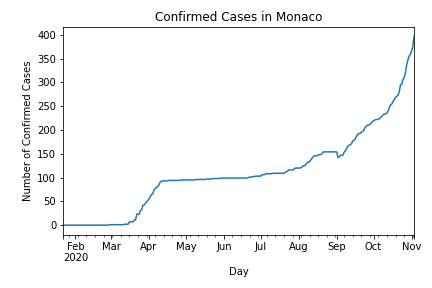 Confirmed Cases in Monaco
Number of Confirmed Cases
400
350
300
250
200
150
100
50
0
Feb Mar Apr May Jun Jul Aug Sep Oct Nov
2020
Day